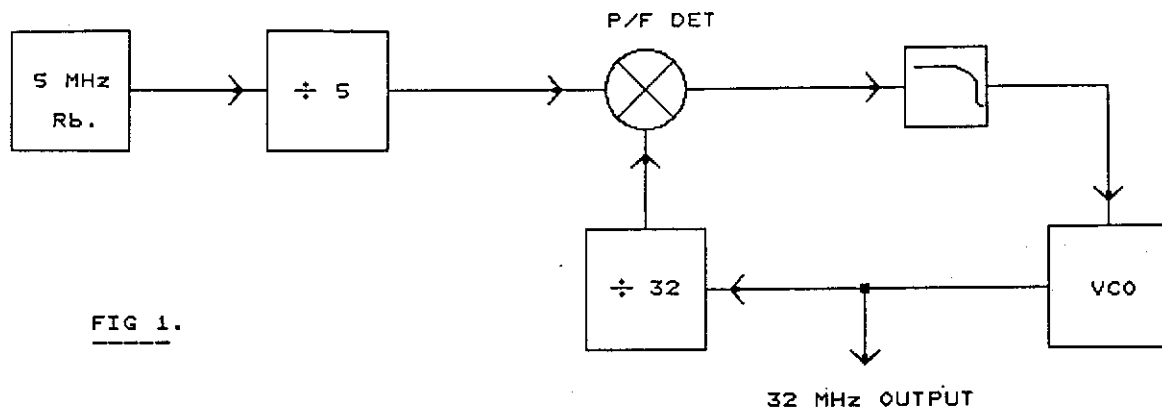 P/F DET
5 MHz
Rb.
÷ 5
÷ 32
VCO
FIG 1.
32 MHz OUTPUT